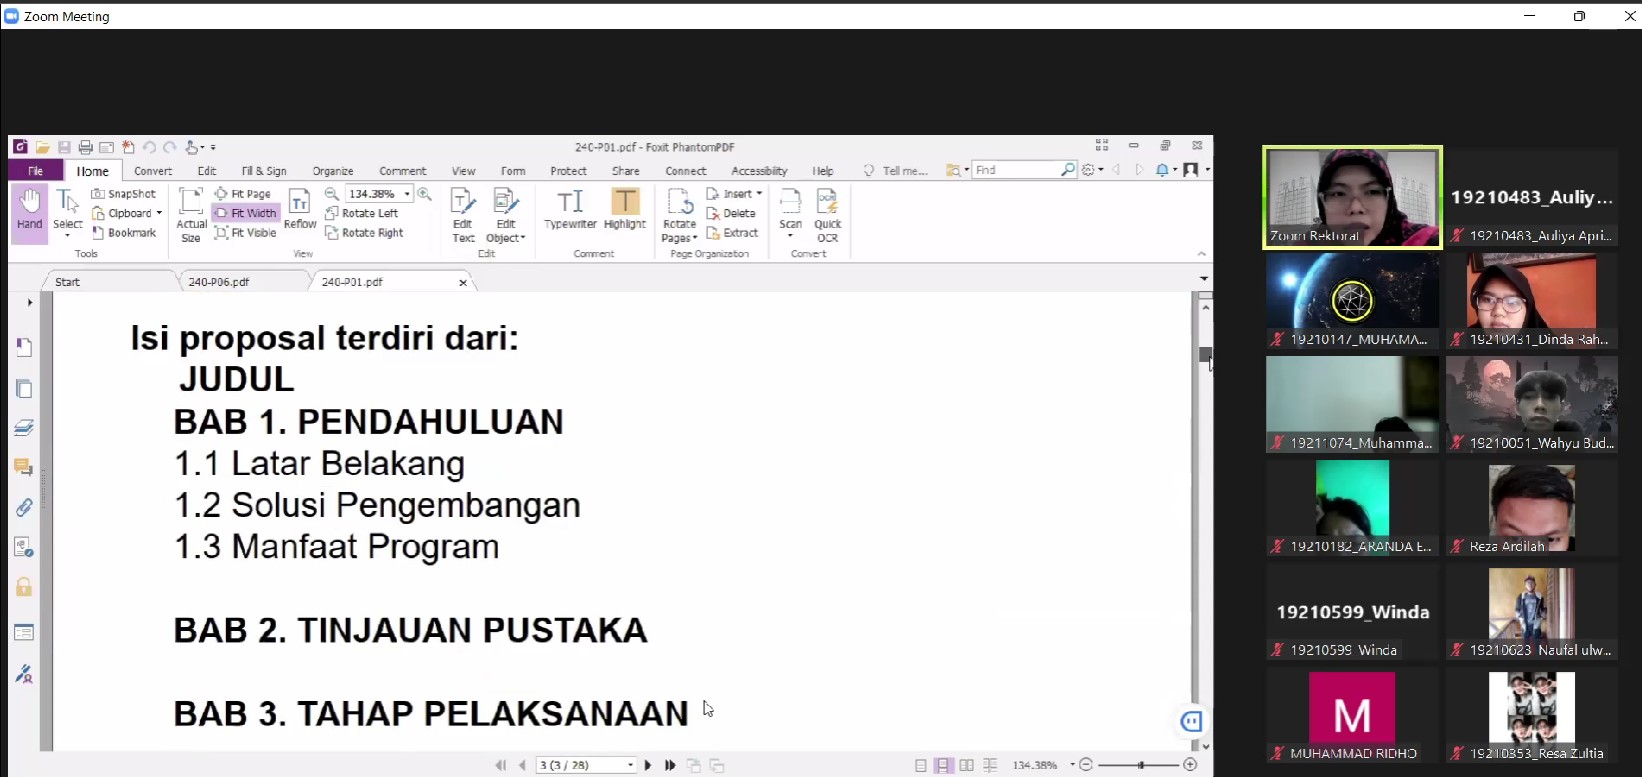 Zoom Meeting
240-P01.pdf - Foxit PhantomPDF
File Home Convert Edit Fill & Sign Organize Comment View Form Protect Share Connect Accessibility Help Tell me... Find
Hand
Select
SnapShot
Clipboard
Bookmark
Tools
Actual Size
Fit Page
Fit Width
Fit Visible
Reflow
134.38%
Rotate Left
Rotate Right
View
Edit Text
Edit Object
Edit
Typewriter
Highlight
Comment
Rotate Pages
Insert
Delete
Extract
Page Organization
Scan
Quick OCR
Convert
Start 240-P06.pdf 240-P01.pdf
Isi proposal terdiri dari:
JUDUL
BAB 1. PENDAHULUAN
1.1 Latar Belakang
1.2 Solusi Pengembangan
1.3 Manfaat Program
BAB 2. TINJAUAN PUSTAKA
BAB 3. TAHAP PELAKSANAAN
3 (3 / 28) 134.38%
Zoom Rektorat
19210483_Auliy...
19210483_Auliya Apri...
19210147_MUHAMA...
19210431_Dinda Rah...
19211074_Muhamma...
19210051_Wahyu Bud...
19210182_ARANDA E...
Reza Ardilah
19210599_Winda
19210599_Winda
19210623_Naufal ulw...
M
MUHAMMAD RIDHO
19210353_Resa Zultia